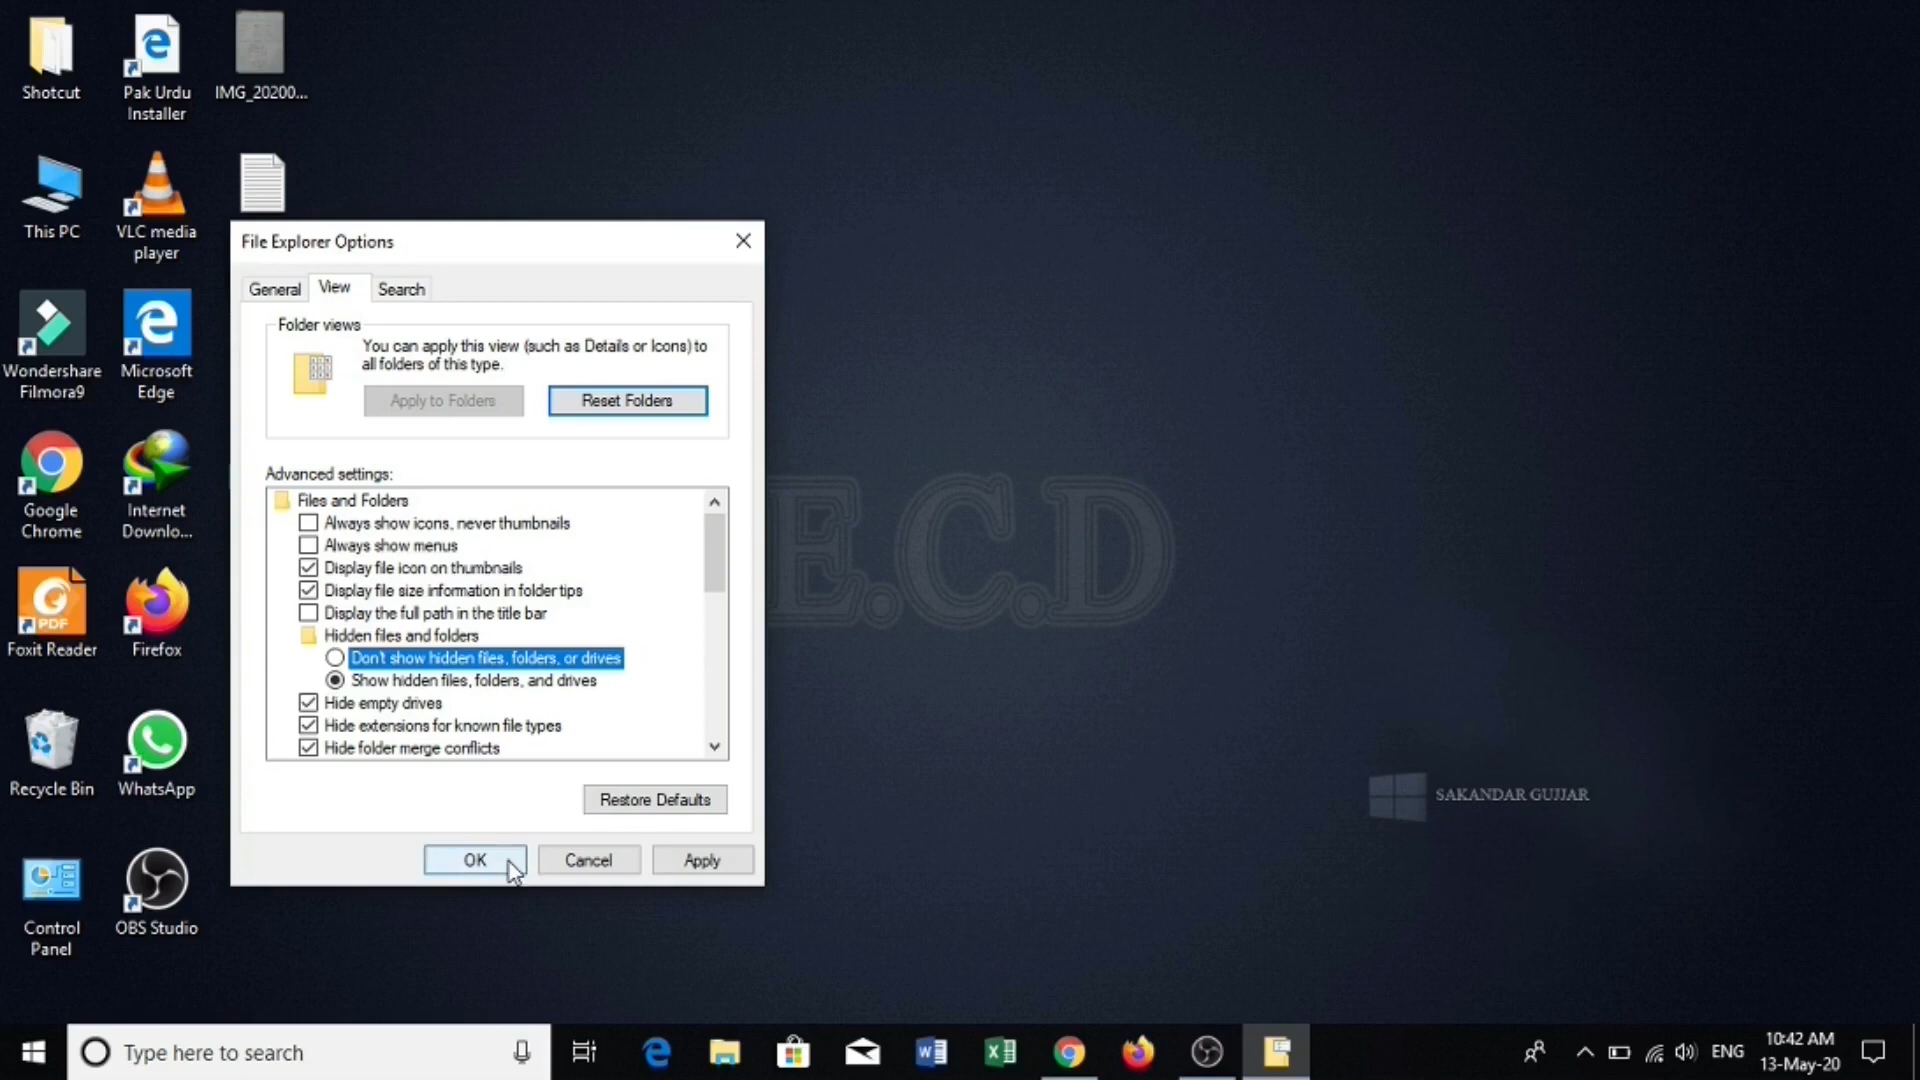 Shotcut
Pak Urdu
Installer
IMG_20200...
This PC
VLC media
player
Wondershare
Filmora9
Microsoft
Edge
Google
Chrome
Internet
Downlo...
Foxit Reader
PDF
Firefox
Recycle Bin
WhatsApp
Control
Panel
OBS Studio
File Explorer Options
General
View
Search
Folder views
You can apply this view (such as Details or Icons) to
all folders of this type.
Apply to Folders
Reset Folders
Advanced settings:
Files and Folders
Always show icons, never thumbnails
Always show menus
Display file icon on thumbnails
Display file size information in folder tips
Display the full path in the title bar
Hidden files and folders
Don't show hidden files, folders, or drives
Show hidden files, folders, and drives
Hide empty drives
Hide extensions for known file types
Hide folder merge conflicts
Restore Defaults
OK
Cancel
Apply
E.C.D
SAKANDAR GUJJAR
Type here to search
ENG
10:42 AM
13-May-20